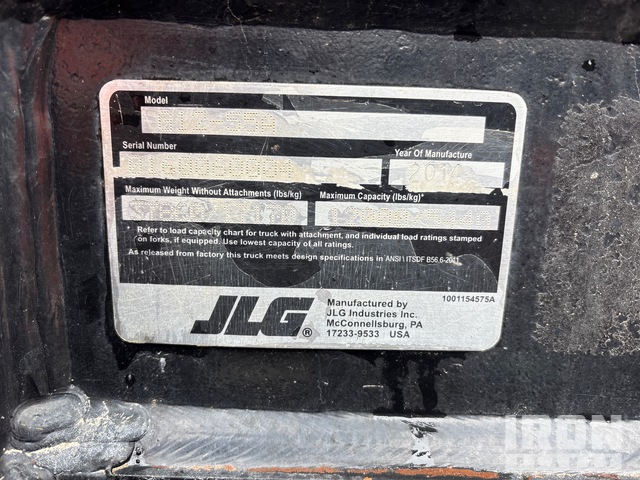 Model
Serial Number
Year Of Manufacture
Maximum Weight Without Attachments (lbs/kg)
Maximum Capacity (lbs/kg)*
* Refer to load capacity chart for truck with attachment, and individual load ratings stamped
on forks, if equipped. Use lowest capacity of all ratings.
As released from factory this truck meets design specifications in ANSI \ ITSDF B56.6-2011
JLG®
Manufactured by
JLG Industries Inc.
McConnellsburg, PA
17233-9533 USA
1001154575A
IRON